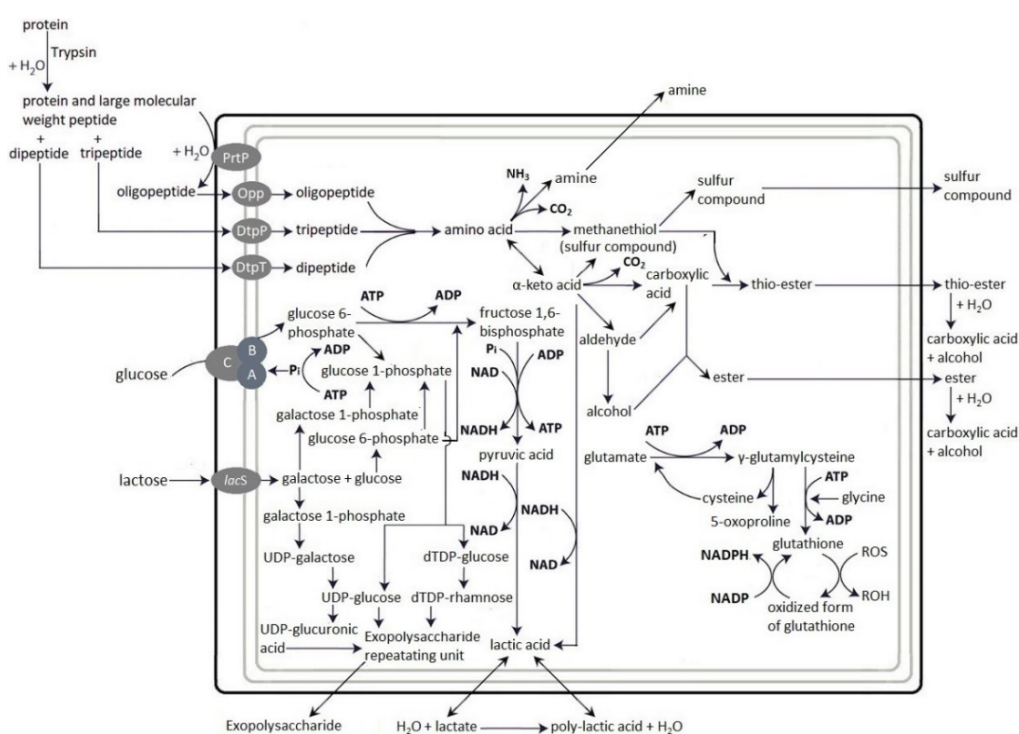 protein
Trypsin
+ H2O
protein and large molecular
weight peptide
+
+
dipeptide
tripeptide
+ H2O
PrtP
oligopeptide
Opp
oligopeptide
DtpP
tripeptide
DtpT
dipeptide
amino acid
NH3
CO2
amine
amine
methanethiol
(sulfur compound)
sulfur
compound
sulfur
compound
α-keto acid
CO2
carboxylic
acid
thio-ester
thio-ester
+ H2O
carboxylic acid
+ alcohol
aldehyde
alcohol
ester
ester
+ H2O
carboxylic acid
+ alcohol
glucose
C
B
A
Pi
ADP
ATP
glucose 6-
phosphate
ATP
ADP
fructose 1,6-
bisphosphate
glucose 1-phosphate
galactose 1-phosphate
glucose 6-phosphate
Pi
NAD
ADP
NADH
ATP
pyruvic acid
lactose
lacS
galactose + glucose
galactose 1-phosphate
UDP-galactose
UDP-glucose
UDP-glucuronic
acid
dTDP-glucose
dTDP-rhamnose
Exopolysaccharide
repeatating unit
NADH
NAD
NADH
NAD
lactic acid
glutamate
ATP
ADP
γ-glutamylcysteine
cysteine
5-oxoproline
ATP
glycine
ADP
glutathione
NADPH
NADP
ROS
ROH
oxidized form
of glutathione
Exopolysaccharide
H2O + lactate
poly-lactic acid + H2O